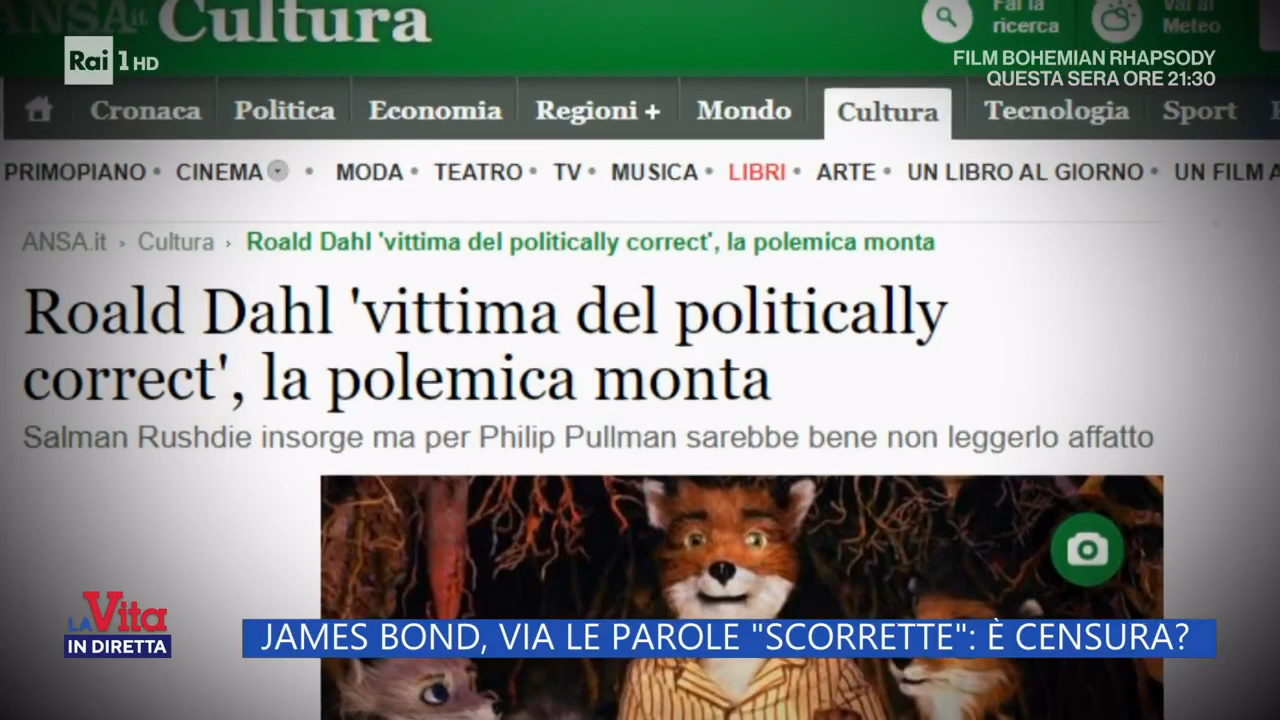 ANSA.it Cultura
Fai la
ricerca
Vai al
Meteo
Rai 1 HD
FILM BOHEMIAN RHAPSODY
QUESTA SERA ORE 21:30
Cronaca Politica Economia Regioni + Mondo Cultura Tecnologia Sport
PRIMOPIANO • CINEMA • MODA • TEATRO • TV • MUSICA • LIBRI • ARTE • UN LIBRO AL GIORNO • UN FILM A
ANSA.it › Cultura › Roald Dahl 'vittima del politically correct', la polemica monta
Roald Dahl 'vittima del politically
correct', la polemica monta
Salman Rushdie insorge ma per Philip Pullman sarebbe bene non leggerlo affatto
LA Vita
IN DIRETTA
JAMES BOND, VIA LE PAROLE "SCORRETTE": È CENSURA?